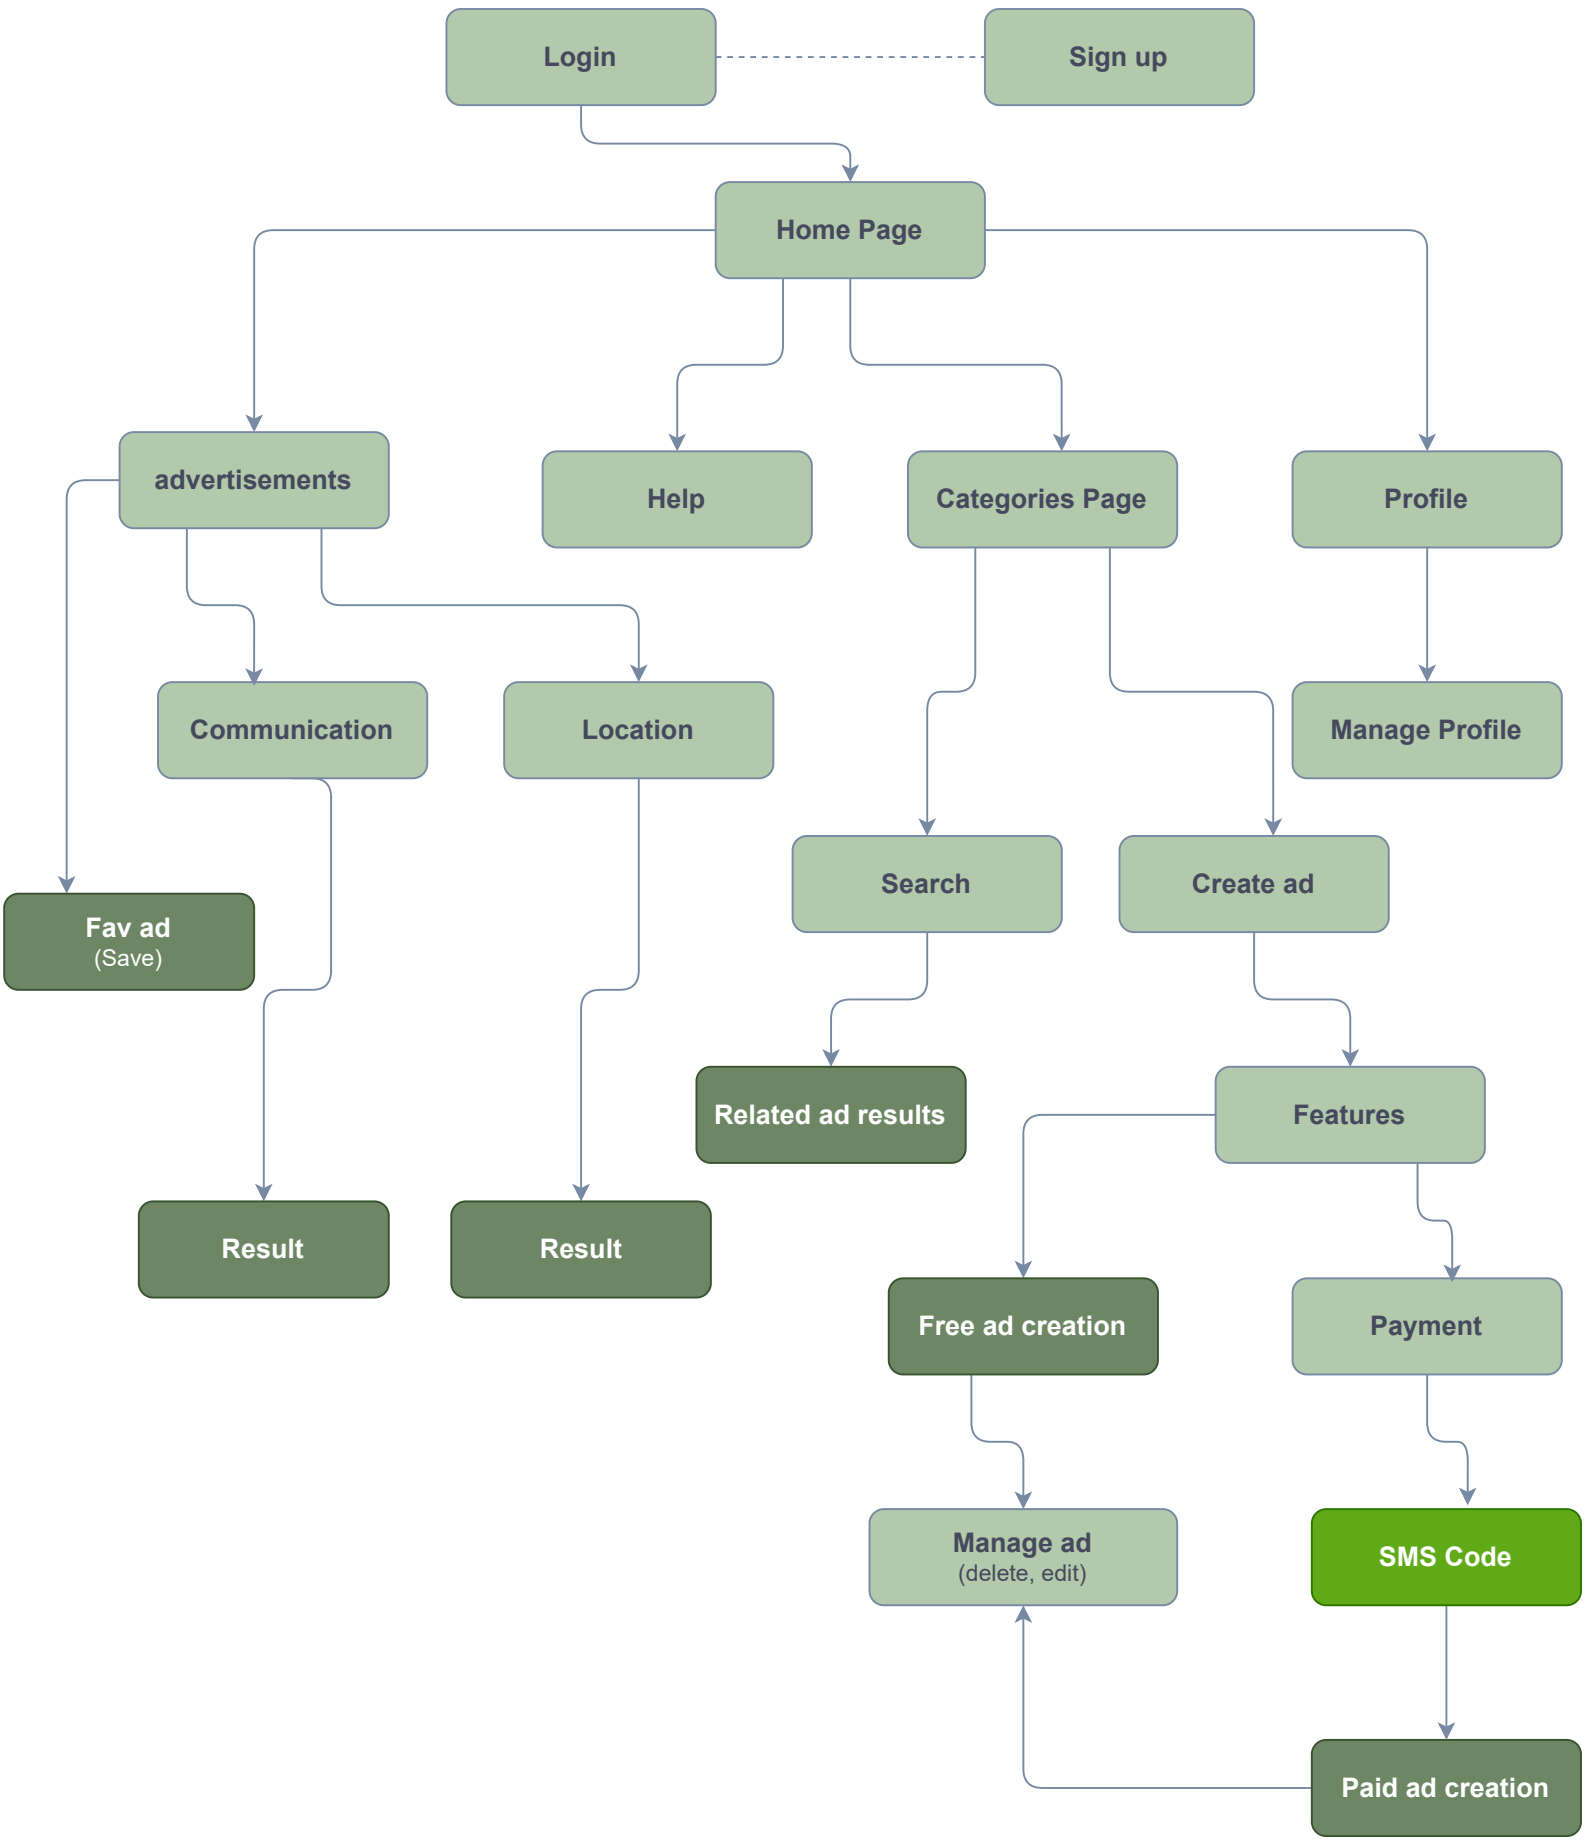 Login
Sign up
Home Page
advertisements
Help
Categories Page
Profile
Communication
Location
Manage Profile
Search
Create ad
Fav ad
(Save)
Related ad results
Features
Result
Result
Free ad creation
Payment
Manage ad
(delete, edit)
SMS Code
Paid ad creation